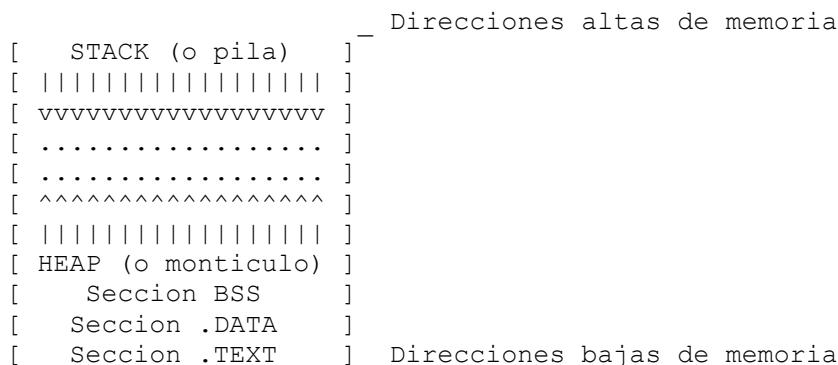 _ Direcciones altas de memoria
[   STACK (o pila)   ]
[ |||||||||||||||||| ]
[ vvvvvvvvvvvvvvvvvv ]
[ .................. ]
[ .................. ]
[ ^^^^^^^^^^^^^^^^^^ ]
[ |||||||||||||||||| ]
[ HEAP (o monticulo) ]
[    Seccion BSS     ]
[   Seccion .DATA    ]
[   Seccion .TEXT    ]  Direcciones bajas de memoria